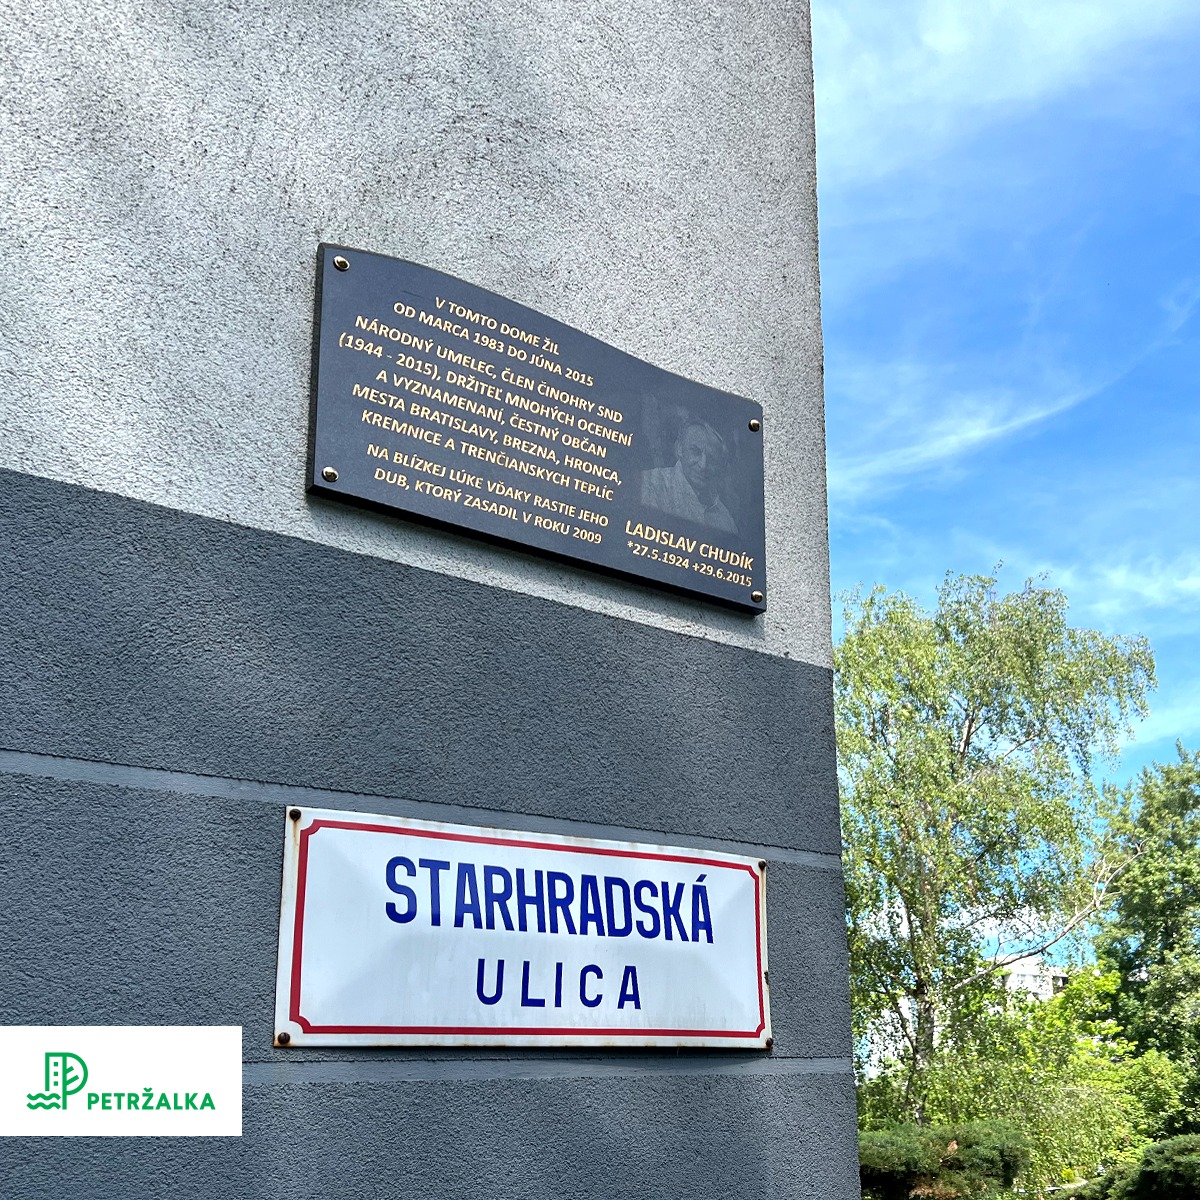 V TOMTO DOME ŽIL
OD MARCA 1983 DO JÚNA 2015
NÁRODNÝ UMELEC, ČLEN ČINOHRY SND
(1944 - 2015), DRŽITEĽ MNOHÝCH OCENENÍ
A VYZNAMENANÍ, ČESTNÝ OBČAN
MESTA BRATISLAVY, BREZNA, HRONCA,
KREMNICE A TRENČIANSKYCH TEPLÍC
NA BLÍZKEJ LÚKE VĎAKY RASTIE JEHO
DUB, KTORÝ ZASADIL V ROKU 2009
LADISLAV CHUDÍK
*27.5.1924 +29.6.2015
STARHRADSKÁ
ULICA
PETRŽALKA